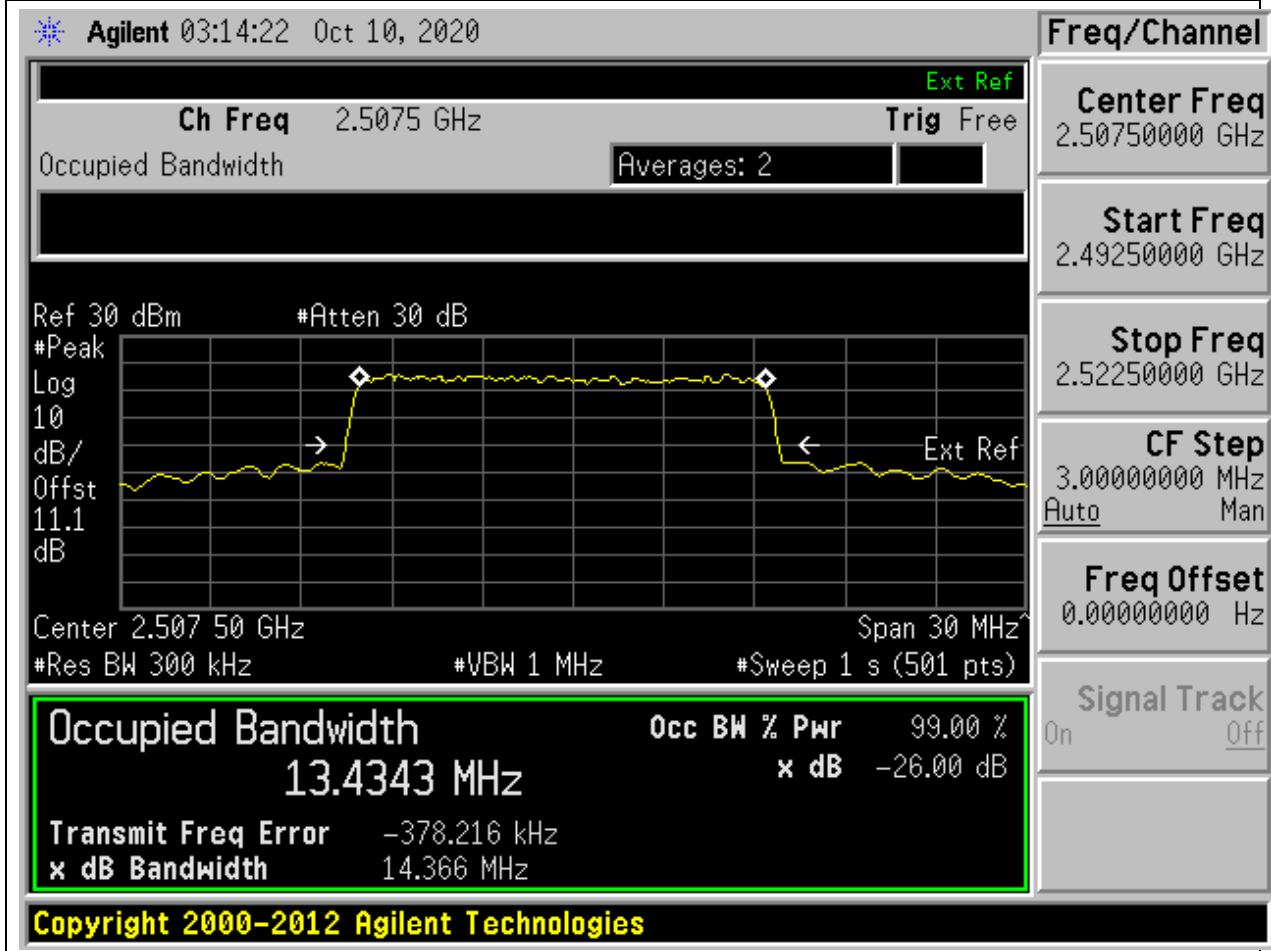 Agilent 03:14:22 Oct 10, 2020
Ext Ref
Ch Freq 2.5075 GHz Trig Free
Occupied Bandwidth Averages: 2
Ref 30 dBm #Atten 30 dB
#Peak
Log
10
dB/
Offst
11.1
dB
Ext Ref
Center 2.507 50 GHz Span 30 MHz^
#Res BW 300 kHz #VBW 1 MHz #Sweep 1 s (501 pts)
Occupied Bandwidth
13.4343 MHz
Occ BW % Pwr 99.00 %
x dB -26.00 dB
Transmit Freq Error -378.216 kHz
x dB Bandwidth 14.366 MHz
Copyright 2000-2012 Agilent Technologies
Freq/Channel
Center Freq
2.50750000 GHz
Start Freq
2.49250000 GHz
Stop Freq
2.52250000 GHz
CF Step
3.00000000 MHz
Auto Man
Freq Offset
0.00000000 Hz
Signal Track
On Off